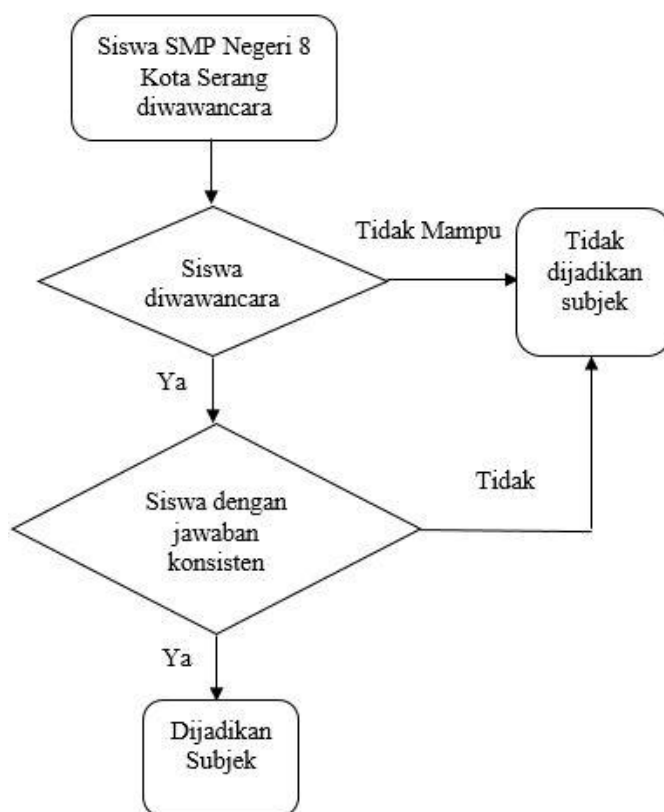 Siswa SMP Negeri 8
Kota Serang
diwawancara
Tidak Mampu
Siswa
diwawancara
Tidak
dijadikan
subjek
Ya
Siswa dengan
jawaban
konsisten
Tidak
Ya
Dijadikan
Subjek